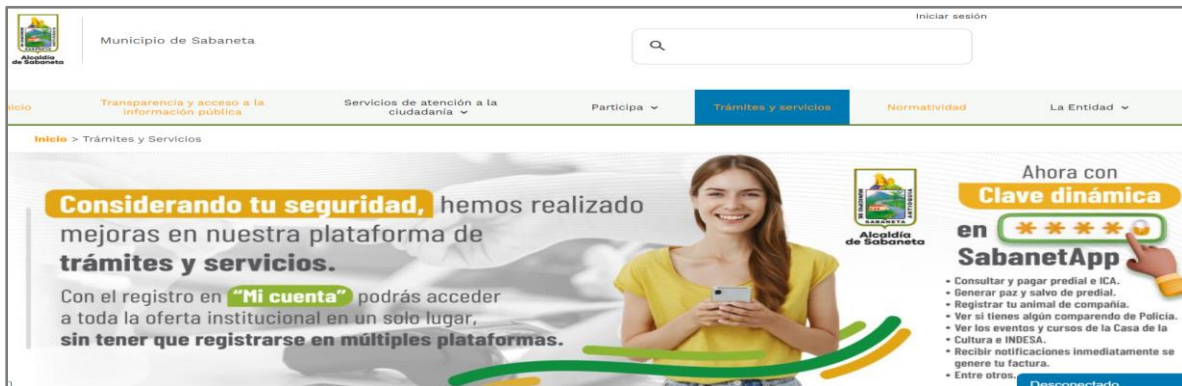 Iniciar sesión
Alcaldía
de Sabaneta
Municipio de Sabaneta
nicio
Transparencia y acceso a la
información pública
Servicios de atención a la
ciudadanía
Participa
Trámites y servicios
Normatividad
La Entidad
Inicio > Trámites y Servicios
Considerando tu seguridad, hemos realizado
mejoras en nuestra plataforma de
trámites y servicios.
Con el registro en "Mi cuenta" podrás acceder
a toda la oferta institucional en un solo lugar,
sin tener que registrarse en múltiples plataformas.
SABANETA
ANTIOQUIA
Alcaldía
de Sabaneta
Ahora con
Clave dinámica
en ****
SabanetApp
• Consultar y pagar predial e ICA.
• Generar paz y salvo de predial.
• Registrar tu animal de compañía.
• Ver si tienes algún comparendo de Policía.
• Ver los eventos y cursos de la Casa de la
• Cultura e INDESA.
• Recibir notificaciones inmediatamente se
genere tu factura.
• Entre otros.
Desconectado